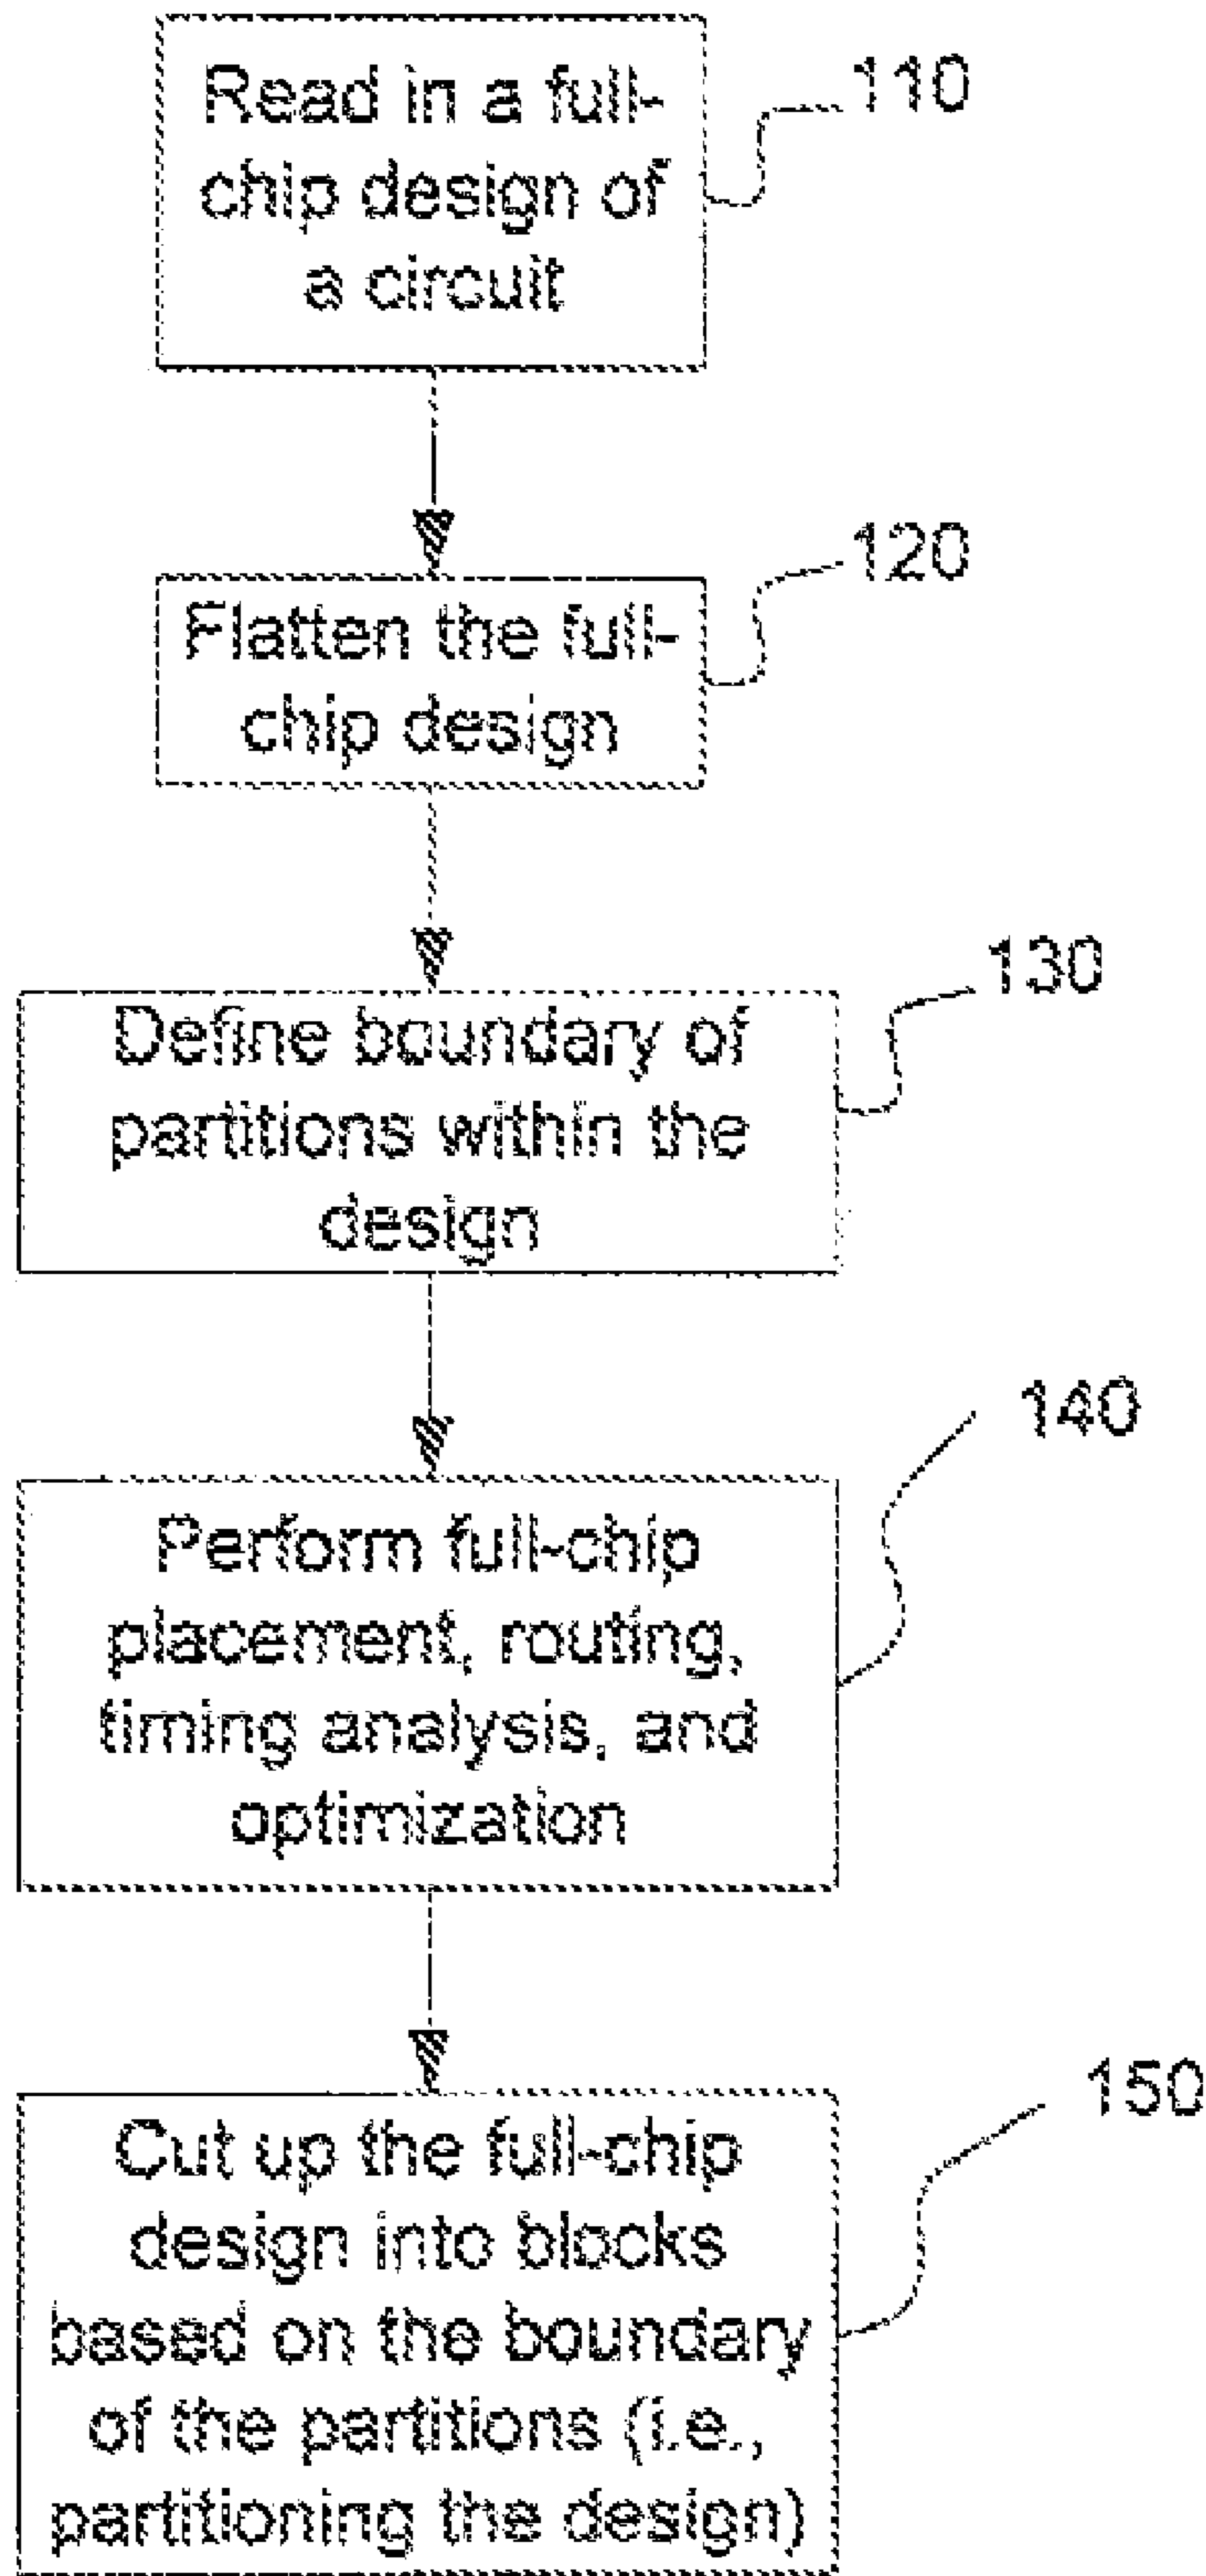 Read in a full-
chip design of
a circuit
110
Flatten the full-
chip design
120
Define boundary of
partitions within the
design
130
Perform full-chip
placement, routing,
timing analysis, and
optimization
140
Cut up the full-chip
design into blocks
based on the boundary
of the partitions (i.e.,
partitioning the design)
150